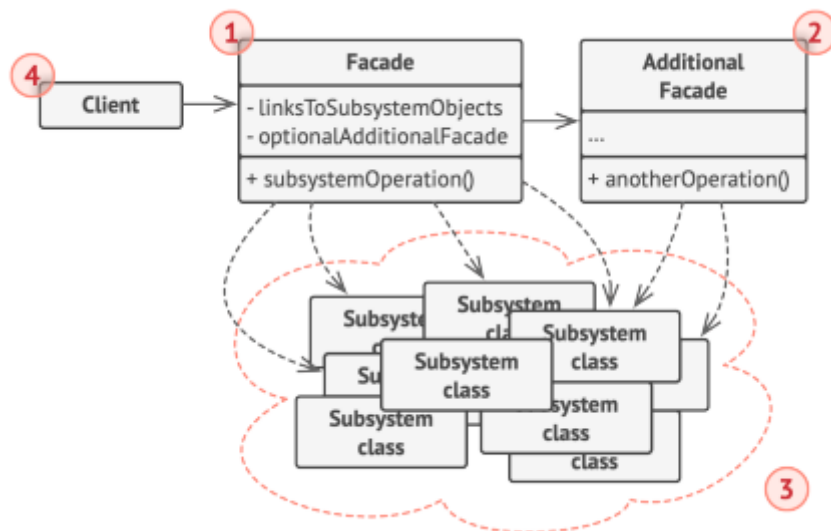 1
2
4
Facade
Additional
Facade
Client
- linksToSubsystemObjects
- optionalAdditionalFacade
...
+ subsystemOperation()
+ anotherOperation()
Subsystem
class
Subsystem
class
Subsystem
class
Subsystem
class
Subsystem
class
class
3